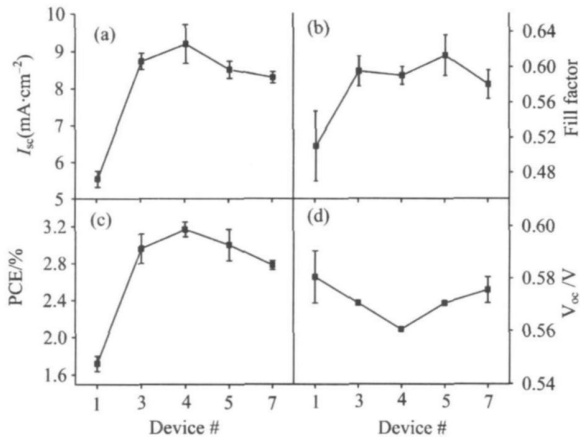 (a)
10
9
8
7
6
5
I_sc(mA·cm⁻²)
(b)
0.64
0.60
0.56
0.52
0.48
Fill factor
(c)
3.2
2.8
2.4
2.0
1.6
PCE/%
1 3 4 5 7
Device #
(d)
0.60
0.58
0.56
0.54
V_oc /V
1 3 4 5 7
Device #